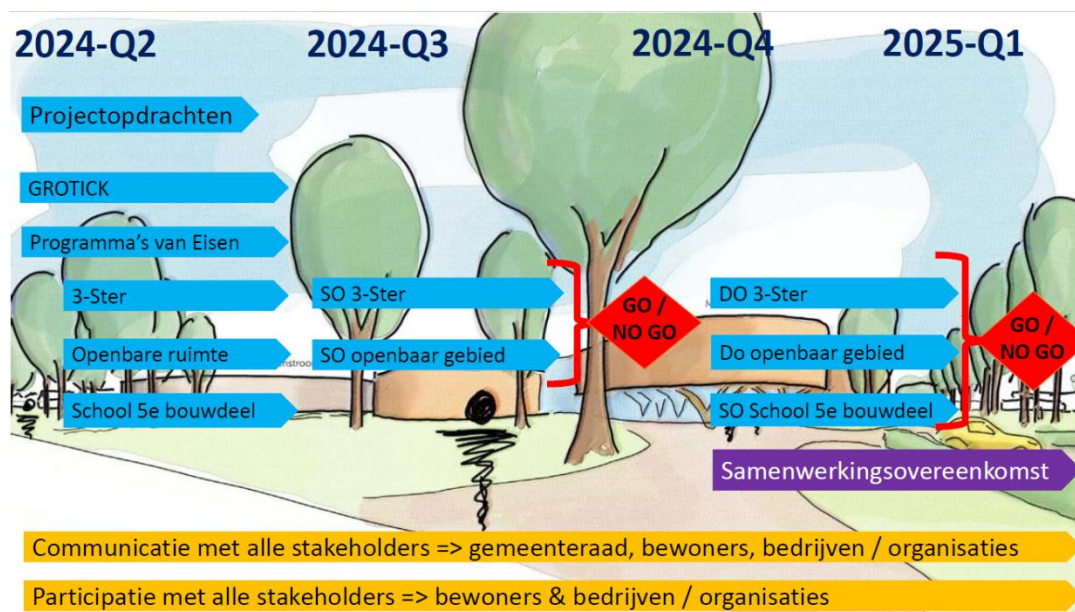 2024-Q2 2024-Q3 2024-Q4 2025-Q1
Projectopdrachten
GROTICK
Programma's van Eisen
3-Ster
Openbare ruimte
School 5e bouwdeel
SO 3-Ster
SO openbaar gebied
GO /
NO GO
DO 3-Ster
Do openbaar gebied
SO School 5e bouwdeel
GO /
NO GO
Samenwerkingsovereenkomst
Communicatie met alle stakeholders => gemeenteraad, bewoners, bedrijven / organisaties
Participatie met alle stakeholders => bewoners & bedrijven / organisaties